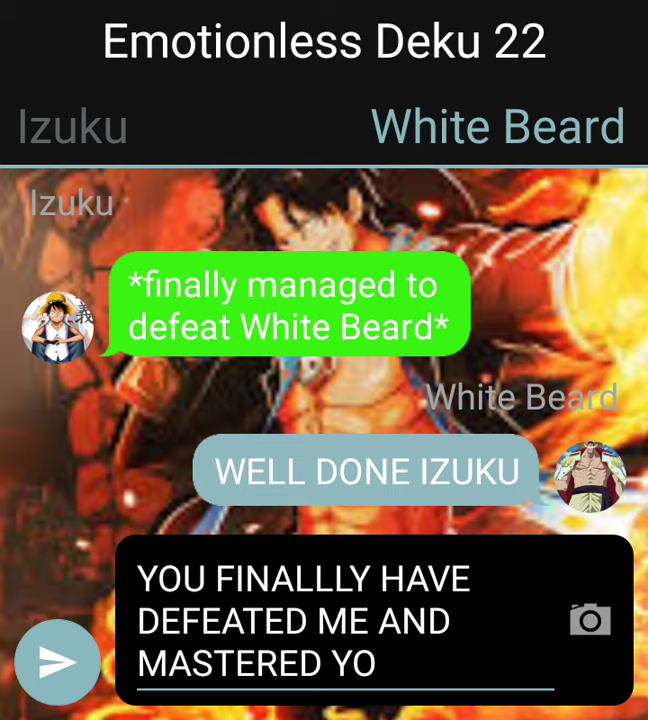 Emotionless Deku 22
Izuku
White Beard
Izuku
*finally managed to
defeat White Beard*
White Beard
WELL DONE IZUKU
YOU FINALLLY HAVE
DEFEATED ME AND
MASTERED YO